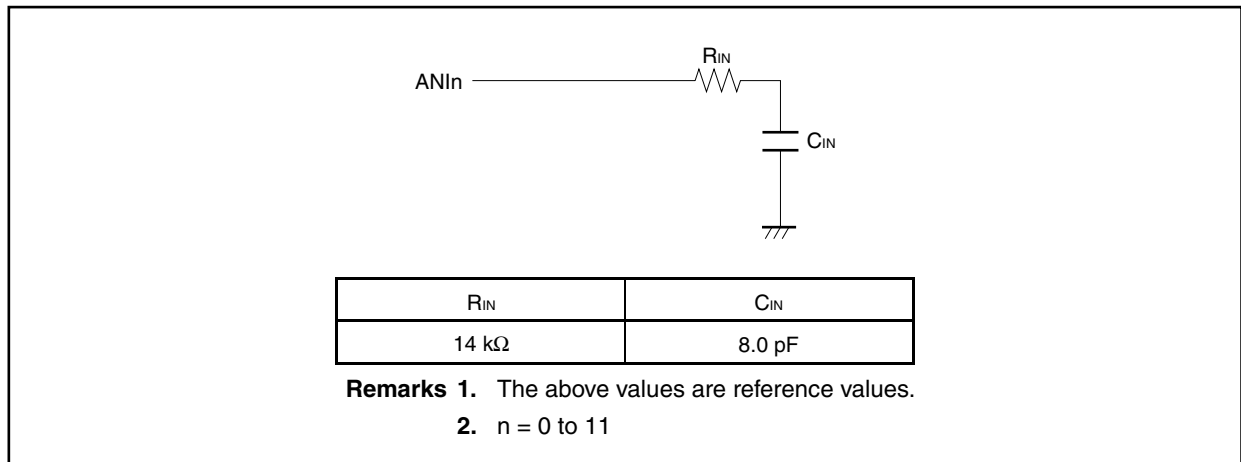 RIN
ANIn
CIN
RIN CIN
14 kΩ 8.0 pF
Remarks 1. The above values are reference values.
2. n = 0 to 11